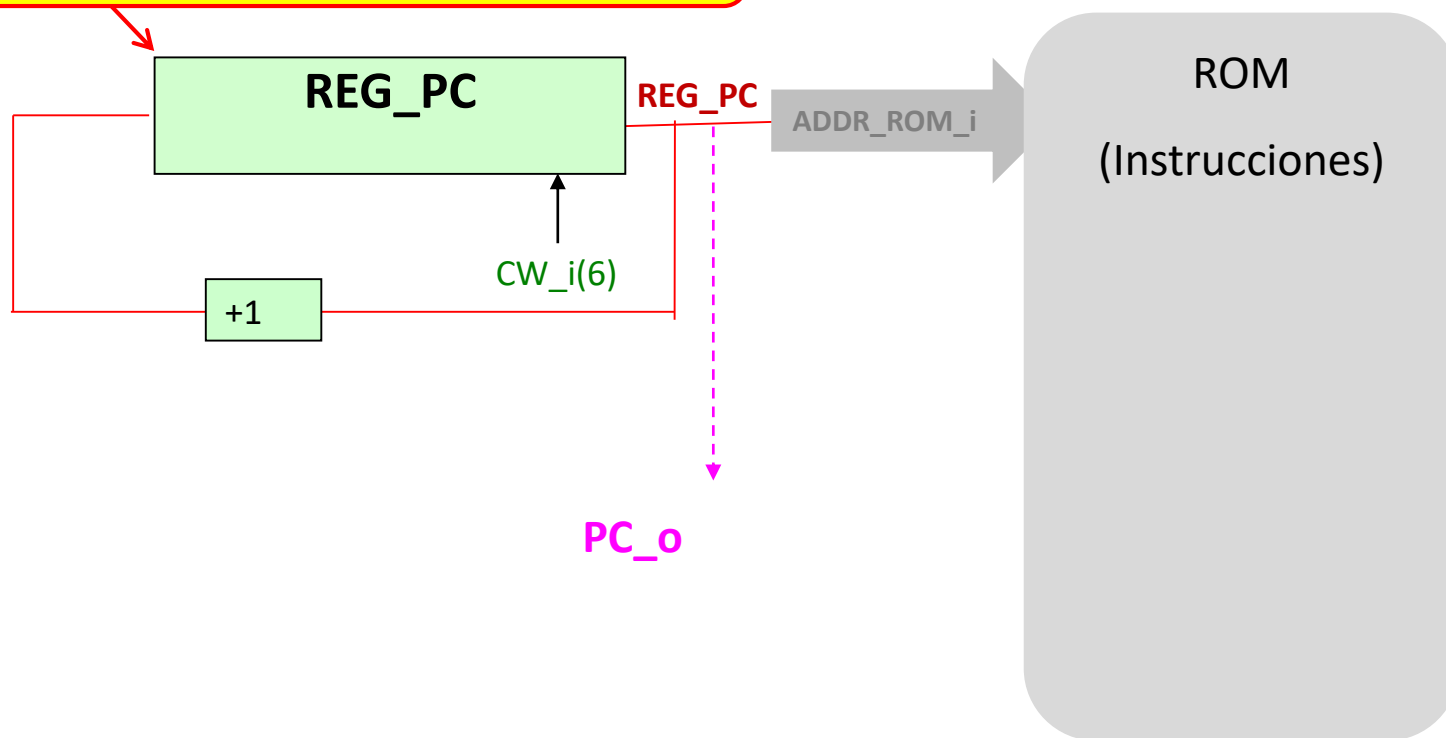 REG_PC
REG_PC
ADDR_ROM_i
ROM
(Instrucciones)
CW_i(6)
+1
PC_o